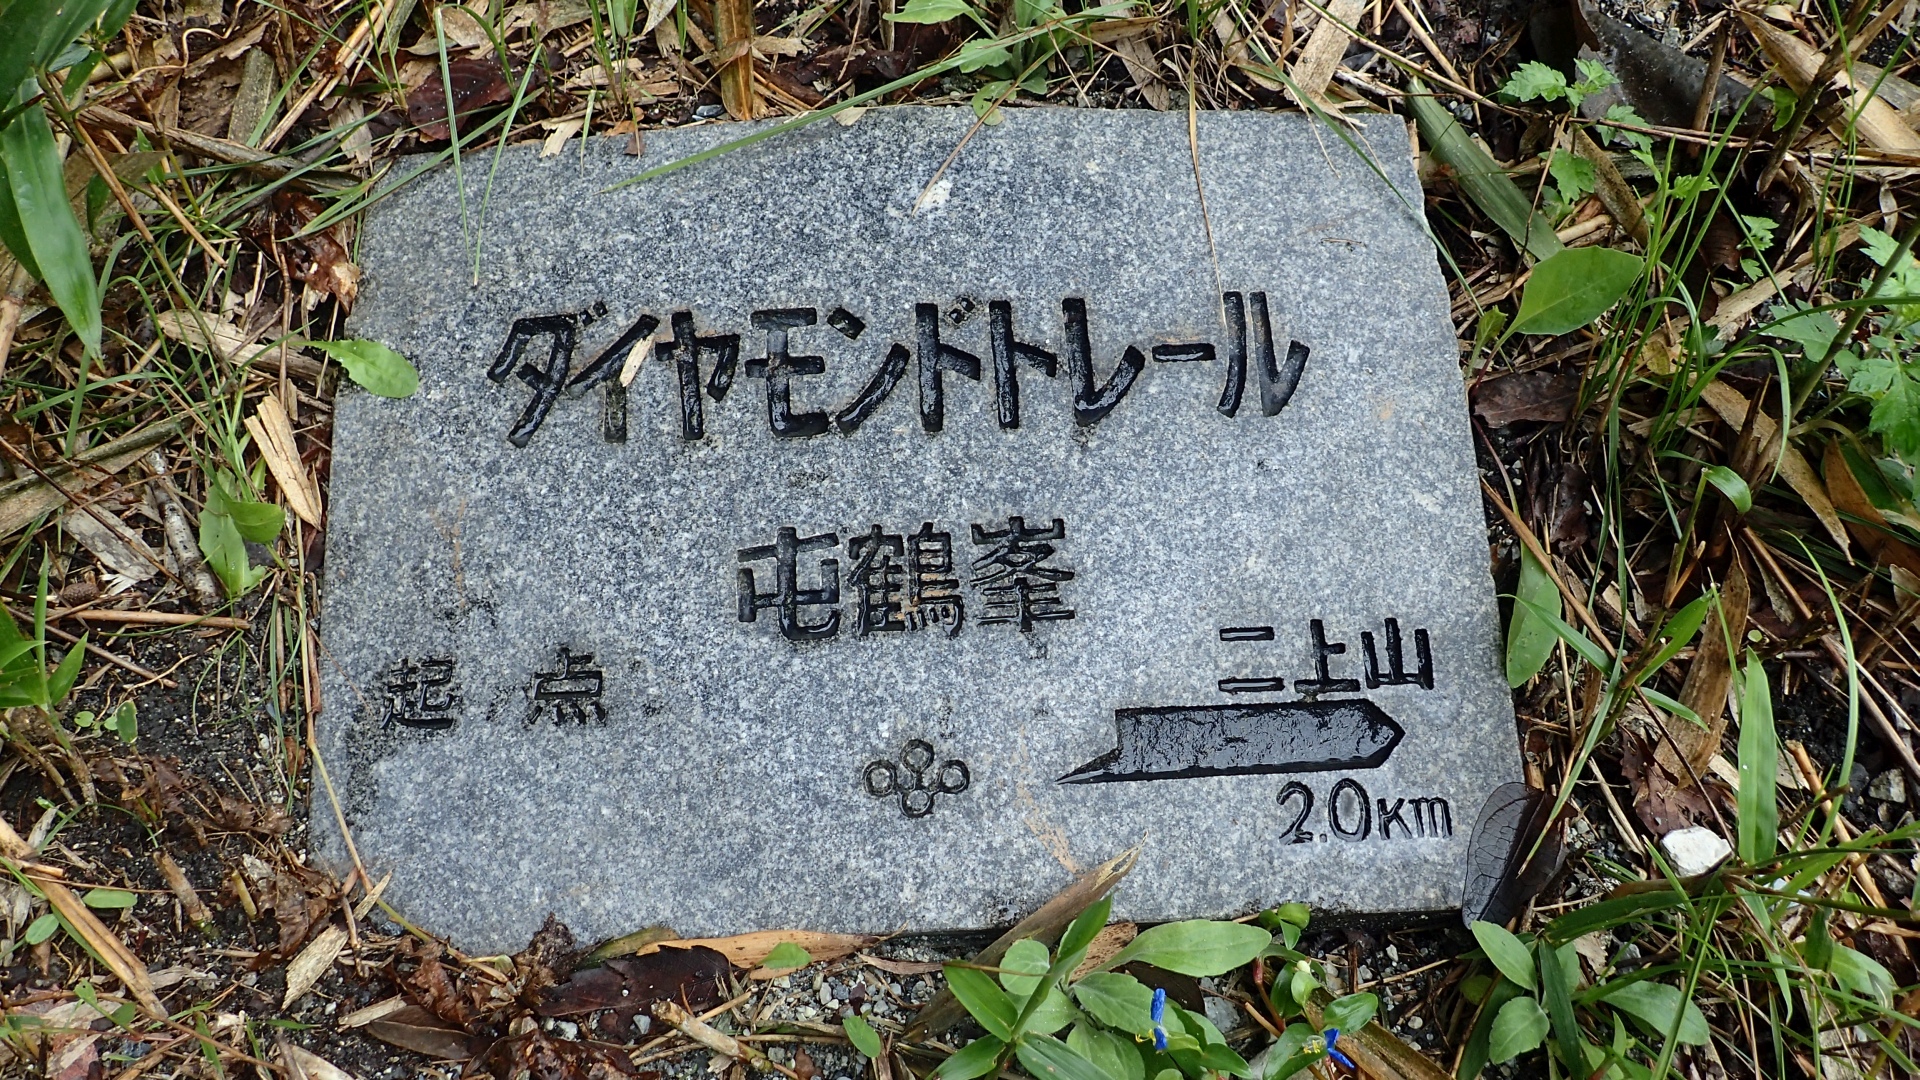 ダイヤモンドトレール
屯鶴峯
起点
二上山
2.0Km